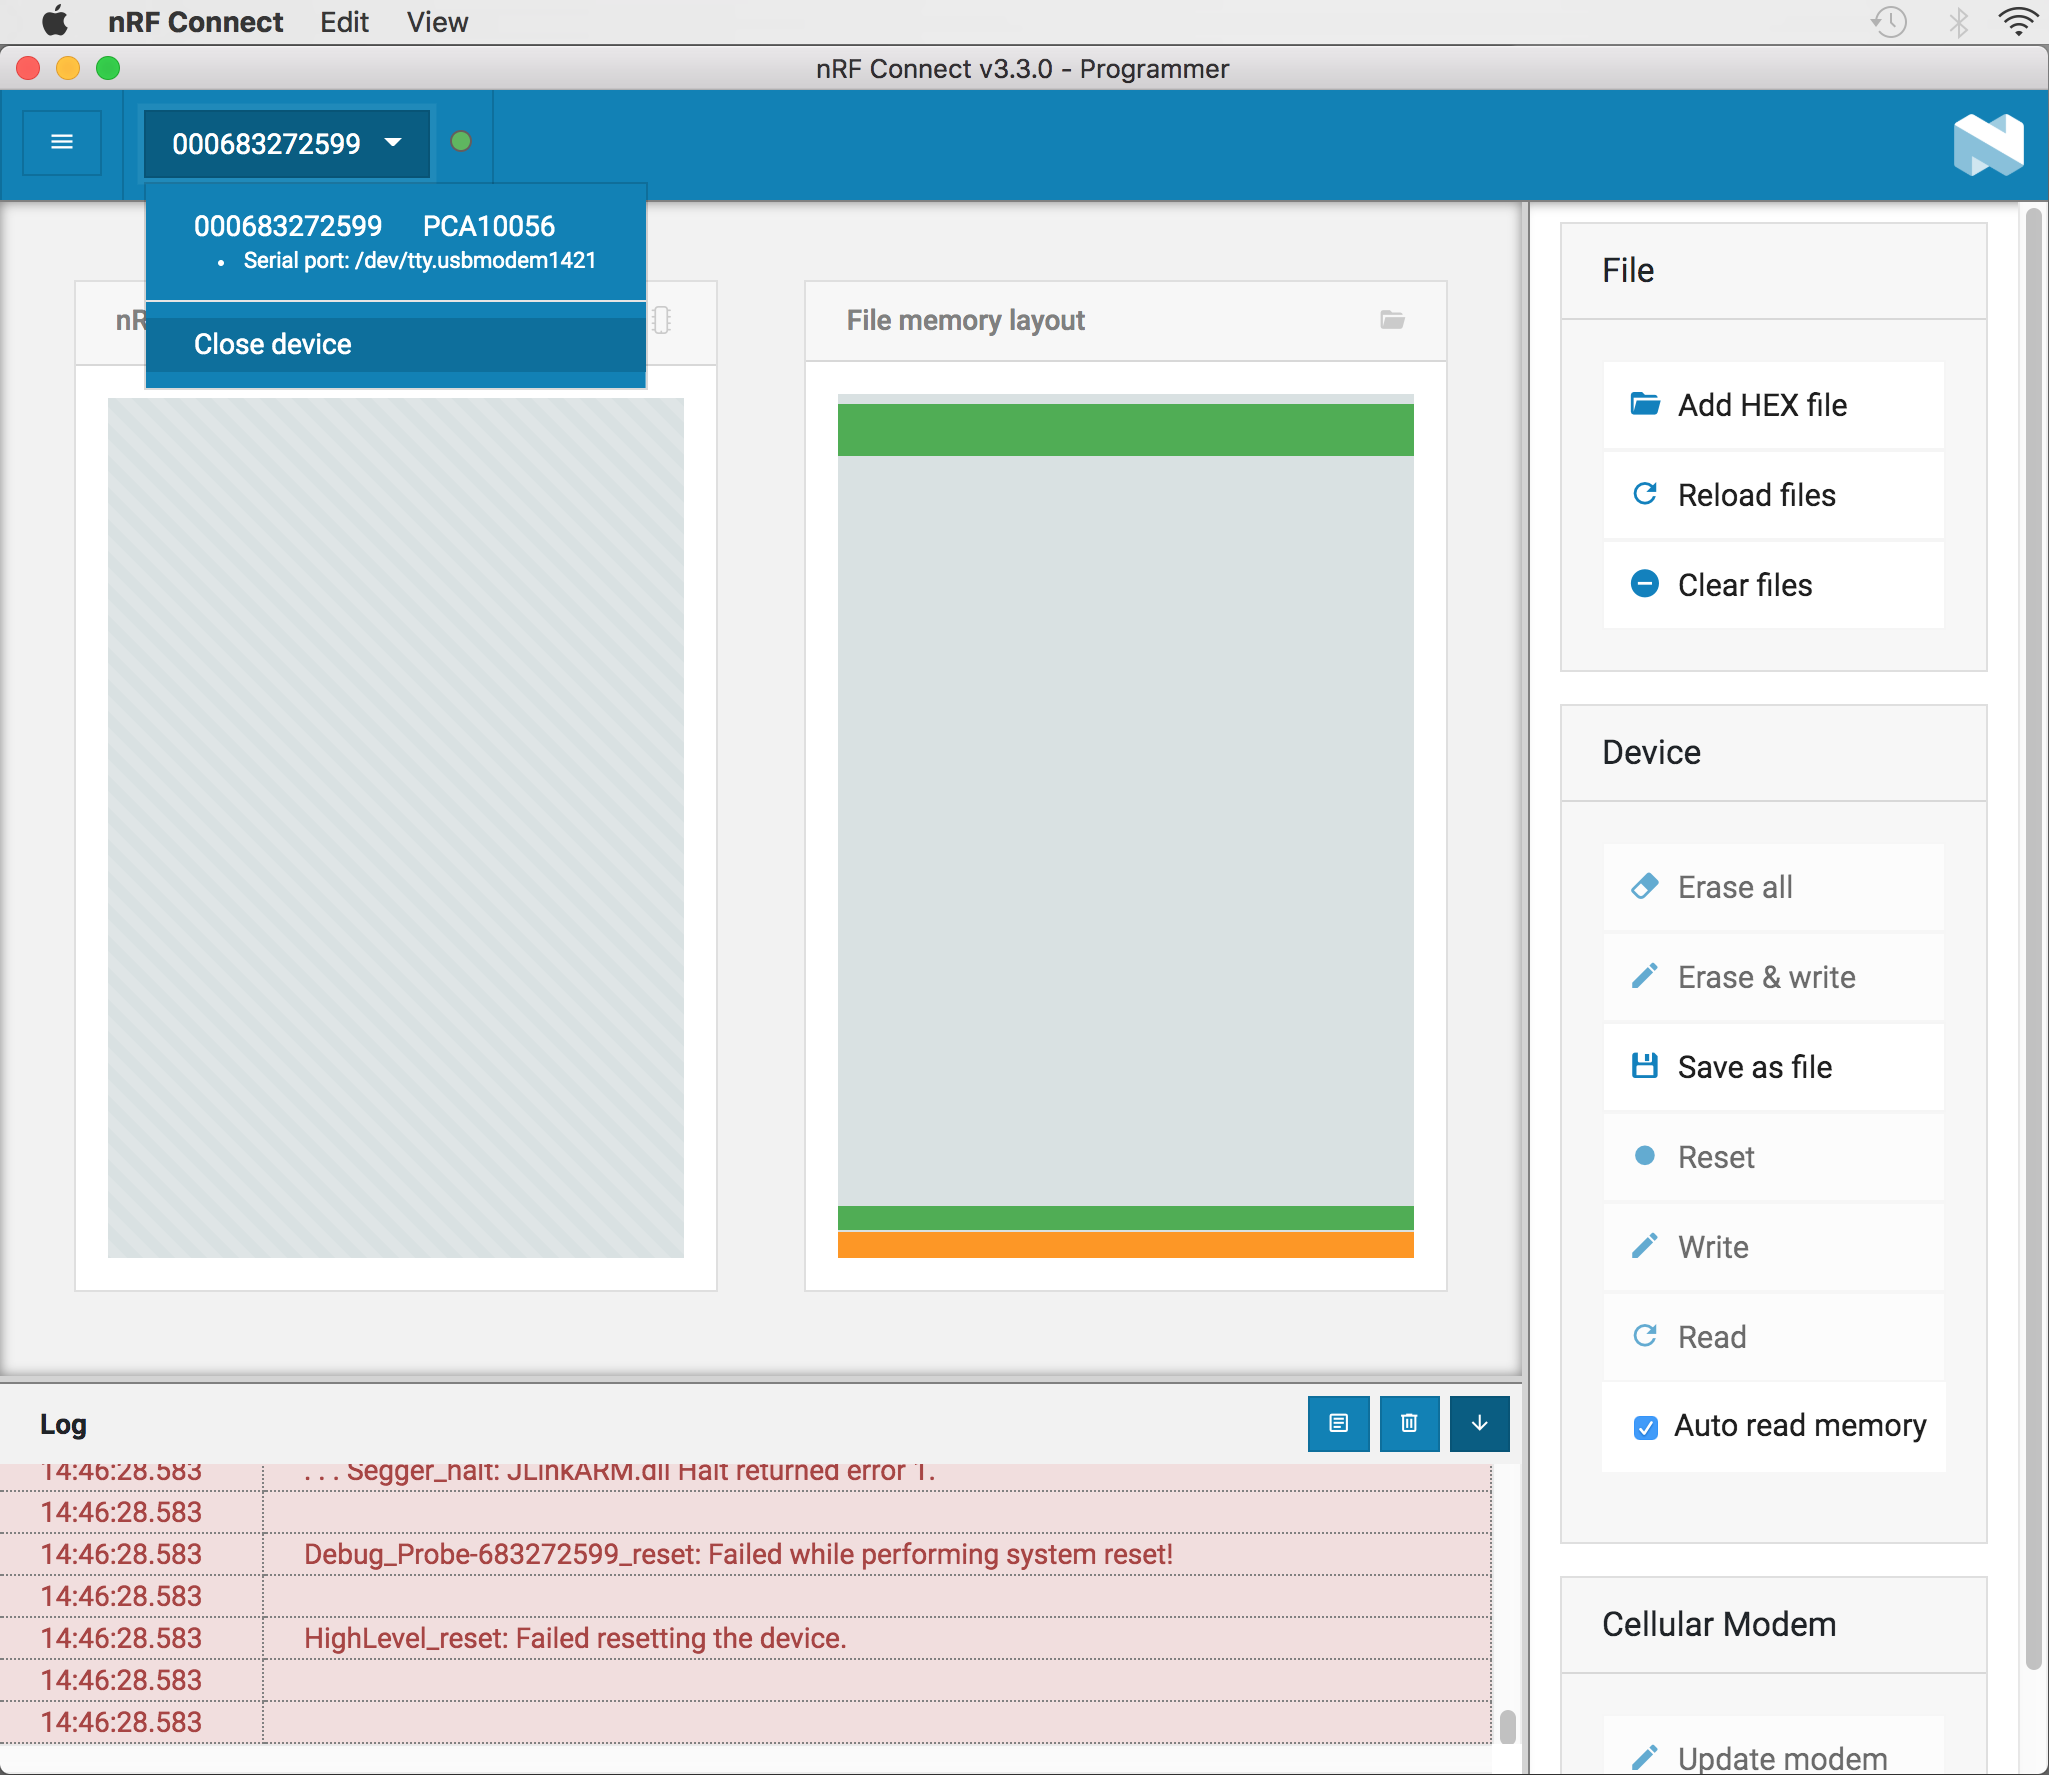 nRF Connect Edit View
nRF Connect v3.3.0 - Programmer
000683272599
000683272599 PCA10056
• Serial port: /dev/tty.usbmodem1421
Close device
nR
File memory layout
File
Add HEX file
Reload files
Clear files
Device
Erase all
Erase & write
Save as file
Reset
Write
Read
Auto read memory
Cellular Modem
Update modem
Log
14:46:28.583 . . . Segger_halt: JLinkARM.dll Halt returned error 1.
14:46:28.583
14:46:28.583 Debug_Probe-683272599_reset: Failed while performing system reset!
14:46:28.583
14:46:28.583 HighLevel_reset: Failed resetting the device.
14:46:28.583
14:46:28.583